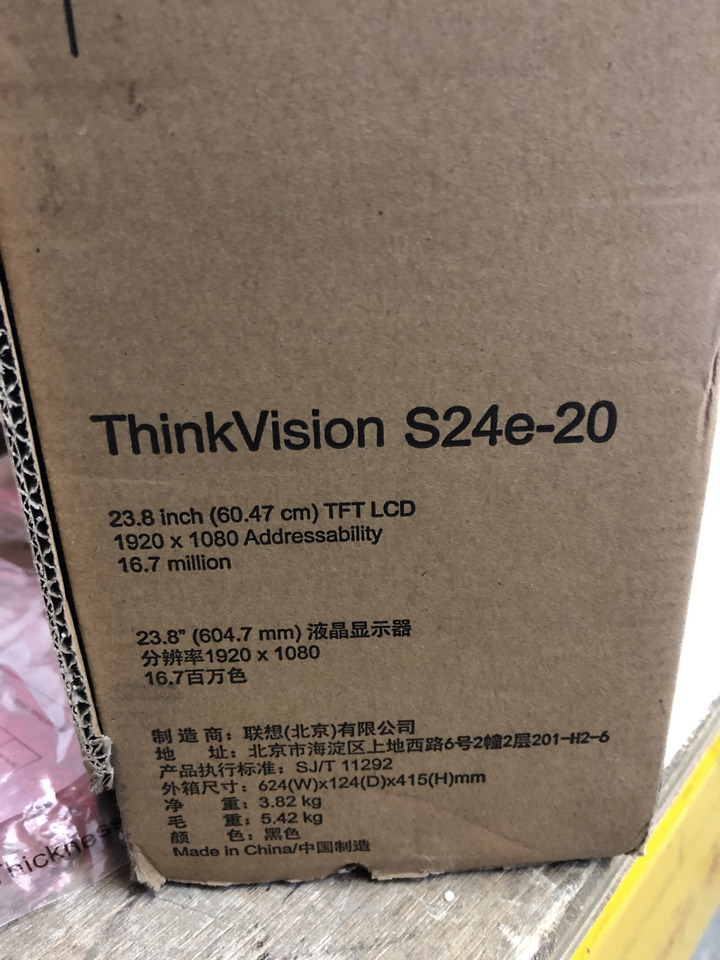 ThinkVision S24e-20
23.8 inch (60.47 cm) TFT LCD
1920 x 1080 Addressability
16.7 million
23.8" (604.7 mm) 液晶显示器
分辨率1920 x 1080
16.7百万色
制 造 商：联想(北京)有限公司
地 址：北京市海淀区上地西路6号2幢2层201-H2-6
产品执行标准：SJ/T 11292
外箱尺寸：624(W)x124(D)x415(H)mm
净 重：3.82 kg
毛 重：5.42 kg
颜 色：黑色
Made in China/中国制造
Thickness